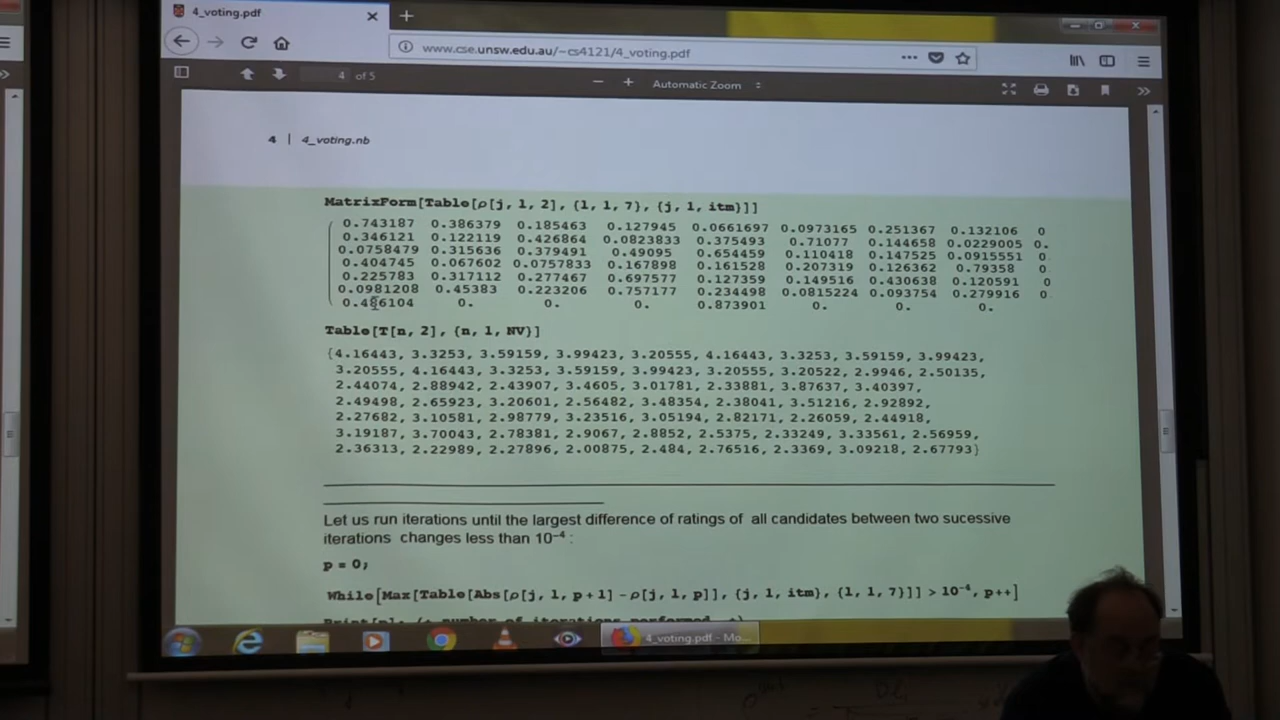 4_voting.pdf
www.cse.unsw.edu.au/~cs4121/4_voting.pdf
4 of 5
Automatic Zoom
4 | 4_voting.nb
MatrixForm[Table[ρ[j, l, 2], {l, 1, 7}, {j, 1, itm}]]
0.743187 0.386379 0.185463 0.127945 0.0661697 0.0973165 0.251367 0.132106 0
0.346121 0.122119 0.426864 0.0823833 0.375493 0.71077 0.144658 0.0229005 0.
0.0758479 0.315636 0.379491 0.49095 0.654459 0.110418 0.147525 0.0915551 0
0.404745 0.067602 0.0757833 0.167898 0.161528 0.207319 0.126362 0.79358 0.
0.225783 0.317112 0.277467 0.697577 0.127359 0.149516 0.430638 0.120591 0
0.0981208 0.45383 0.223206 0.757177 0.234498 0.0815224 0.093754 0.279916 0
0.486104 0. 0. 0. 0.873901 0. 0. 0.
Table[T[n, 2], {n, 1, NV}]
{4.16443, 3.3253, 3.59159, 3.99423, 3.20555, 4.16443, 3.3253, 3.59159, 3.99423,
3.20555, 4.16443, 3.3253, 3.59159, 3.99423, 3.20555, 3.20522, 2.9946, 2.50135,
2.44074, 2.88942, 2.43907, 3.4605, 3.01781, 2.33881, 3.87637, 3.40397,
2.49498, 2.65923, 3.20601, 2.56482, 3.48354, 2.38041, 3.51216, 2.92892,
2.27682, 3.10581, 2.98779, 3.23516, 3.05194, 2.82171, 2.26059, 2.44918,
3.19187, 3.70043, 2.78381, 2.9067, 2.8852, 2.5375, 2.33249, 3.33561, 2.56959,
2.36313, 2.22989, 2.27896, 2.00875, 2.484, 2.76516, 2.3369, 3.09218, 2.67793}
Let us run iterations until the largest difference of ratings of all candidates between two sucessive
iterations changes less than 10⁻⁴ :
p = 0;
While[Max[Table[Abs[ρ[j, l, p + 1] - ρ[j, l, p]], {j, 1, itm}, {l, 1, 7}]] > 10⁻⁴, p++]
4_voting.pdf - Mo...